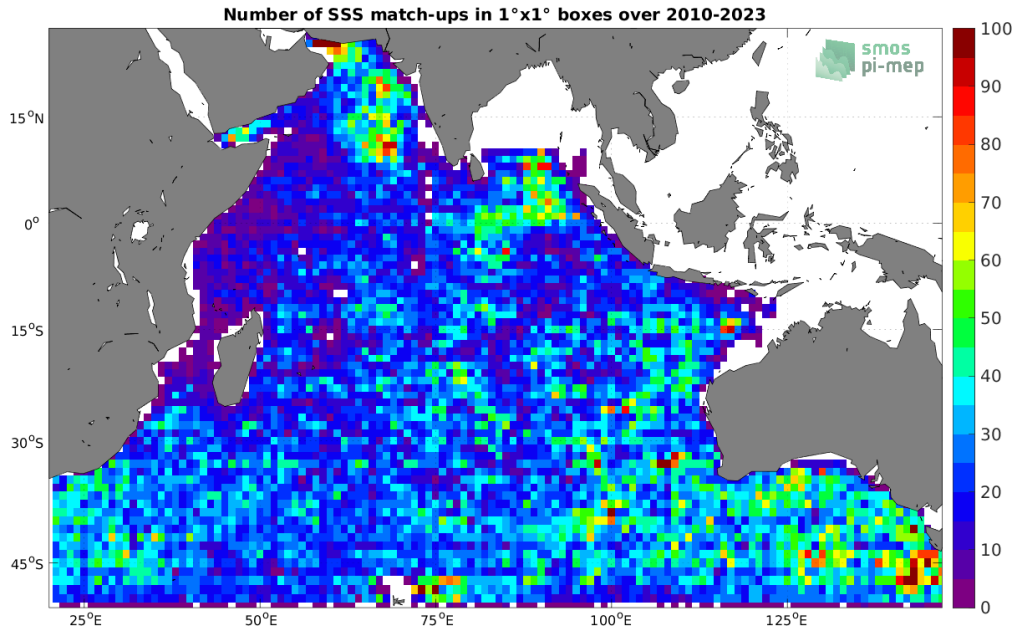 Number of SSS match-ups in 1°x1° boxes over 2010-2023
smos
pi-mep
15°N
0°
15°S
30°S
45°S
25°E
50°E
75°E
100°E
125°E
100
90
80
70
60
50
40
30
20
10
0